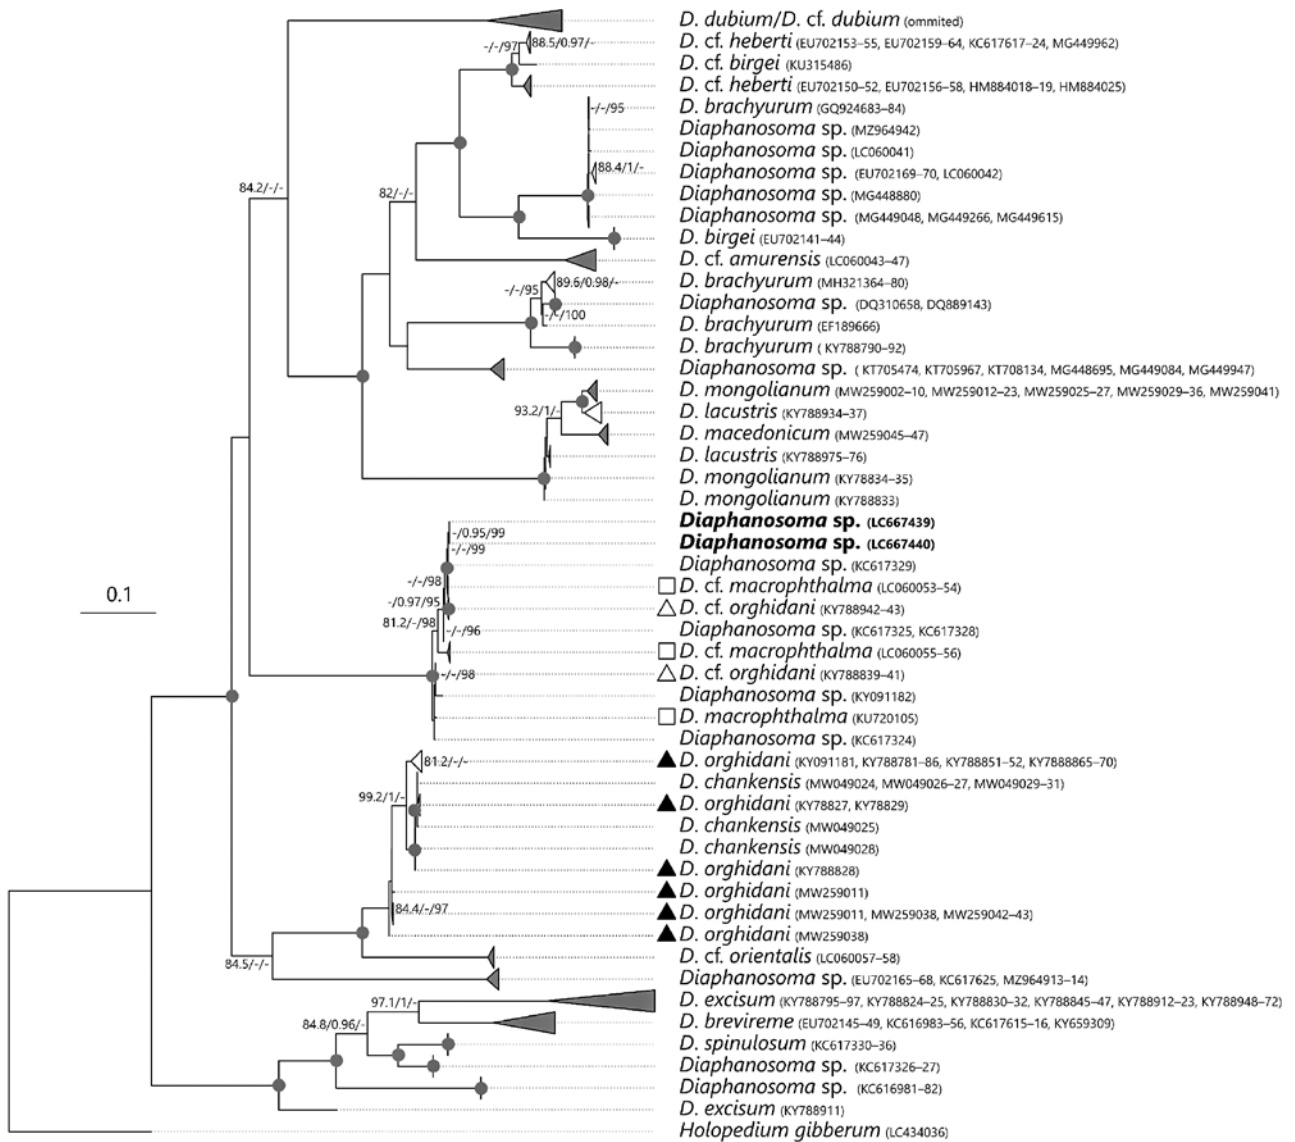 D. dubium/D. cf. dubium (ommited)
-/-/97 88.5/0.97/- D. cf. heberti (EU702153–55, EU702159–64, KC617617–24, MG449962)
D. cf. birgei (KU315486)
D. cf. heberti (EU702150–52, EU702156–58, HM884018–19, HM884025)
-/-/95 D. brachyurum (GQ924683–84)
Diaphanosoma sp. (MZ964942)
Diaphanosoma sp. (LC060041)
88.4/1/- Diaphanosoma sp. (EU702169–70, LC060042)
84.2/-/- 82/-/- Diaphanosoma sp. (MG448880)
Diaphanosoma sp. (MG449048, MG449266, MG449615)
D. birgei (EU702141–44)
D. cf. amurensis (LC060043–47)
-/-/95 89.6/0.98/- D. brachyurum (MH321364–80)
Diaphanosoma sp. (DQ310658, DQ889143)
-/-/100 D. brachyurum (EF189666)
D. brachyurum ( KY788790–92)
Diaphanosoma sp. ( KT705474, KT705967, KT708134, MG448695, MG449084, MG449947)
D. mongolianum (MW259002–10, MW259012–23, MW259025–27, MW259029–36, MW259041)
93.2/1/- D. lacustris (KY788934–37)
D. macedonicum (MW259045–47)
D. lacustris (KY788975–76)
D. mongolianum (KY78834–35)
D. mongolianum (KY788833)
Diaphanosoma sp. (LC667439)
-/0.95/99
Diaphanosoma sp. (LC667440)
-/-/99
Diaphanosoma sp. (KC617329)
-/-/98 D. cf. macrophthalma (LC060053–54)
0.1 -/0.97/95 D. cf. orghidani (KY788942–43)
81.2/-/98 -/-/96 Diaphanosoma sp. (KC617325, KC617328)
D. cf. macrophthalma (LC060055–56)
-/-/98 D. cf. orghidani (KY788839–41)
Diaphanosoma sp. (KY091182)
D. macrophthalma (KU720105)
Diaphanosoma sp. (KC617324)
81.2/-/- D. orghidani (KY091181, KY788781–86, KY788851–52, KY7888865–70)
D. chankensis (MW049024, MW049026–27, MW049029–31)
99.2/1/- D. orghidani (KY78827, KY78829)
D. chankensis (MW049025)
D. chankensis (MW049028)
D. orghidani (KY788828)
D. orghidani (MW259011)
84.4/-/97 D. orghidani (MW259011, MW259038, MW259042–43)
D. orghidani (MW259038)
84.5/-/- D. cf. orientalis (LC060057–58)
Diaphanosoma sp. (EU702165–68, KC617625, MZ964913–14)
97.1/1/- D. excisum (KY788795–97, KY788824–25, KY788830–32, KY788845–47, KY788912–23, KY788948–72)
84.8/0.96/- D. brevireme (EU702145–49, KC616983–56, KC617615–16, KY659309)
D. spinulosum (KC617330–36)
Diaphanosoma sp. (KC617326–27)
Diaphanosoma sp. (KC616981–82)
D. excisum (KY788911)
Holopedium gibberum (LC434036)